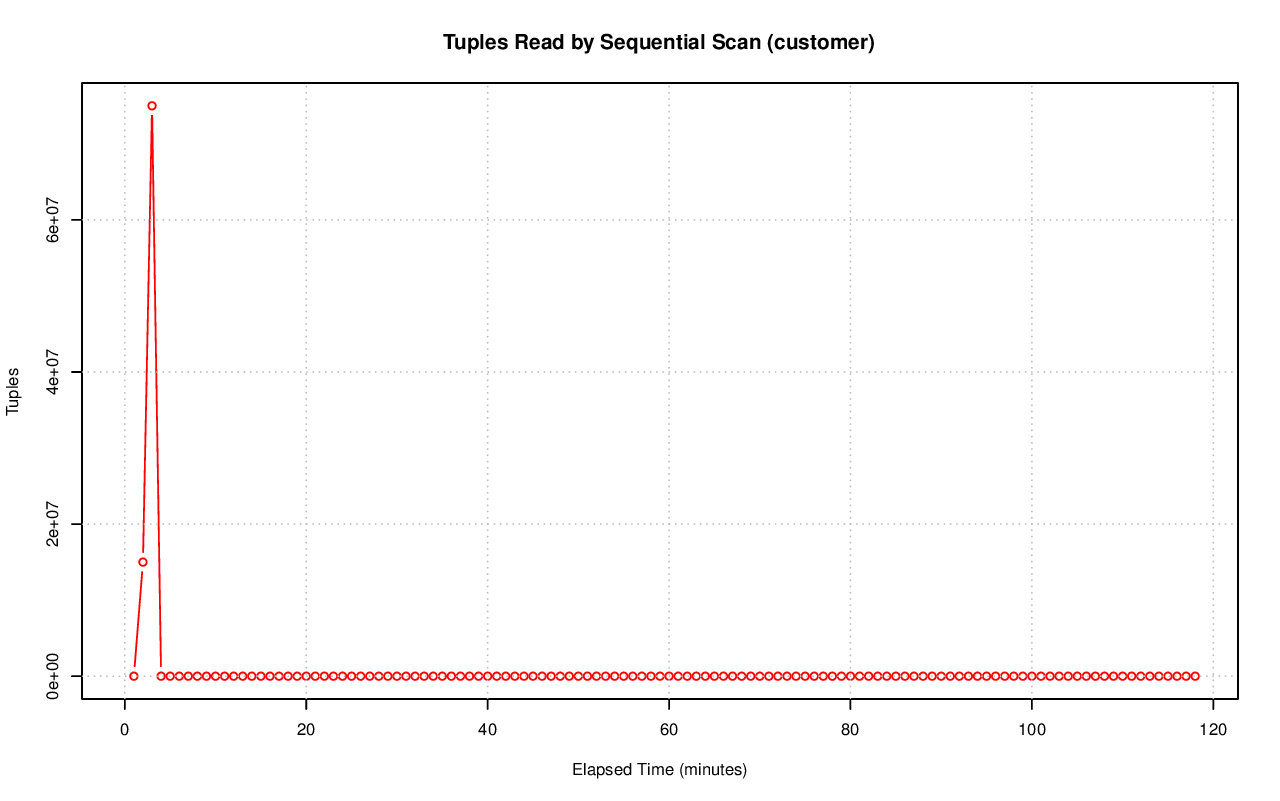 Tuples Read by Sequential Scan (customer)
Tuples
6e+07
4e+07
2e+07
0e+00
0 20 40 60 80 100 120
Elapsed Time (minutes)